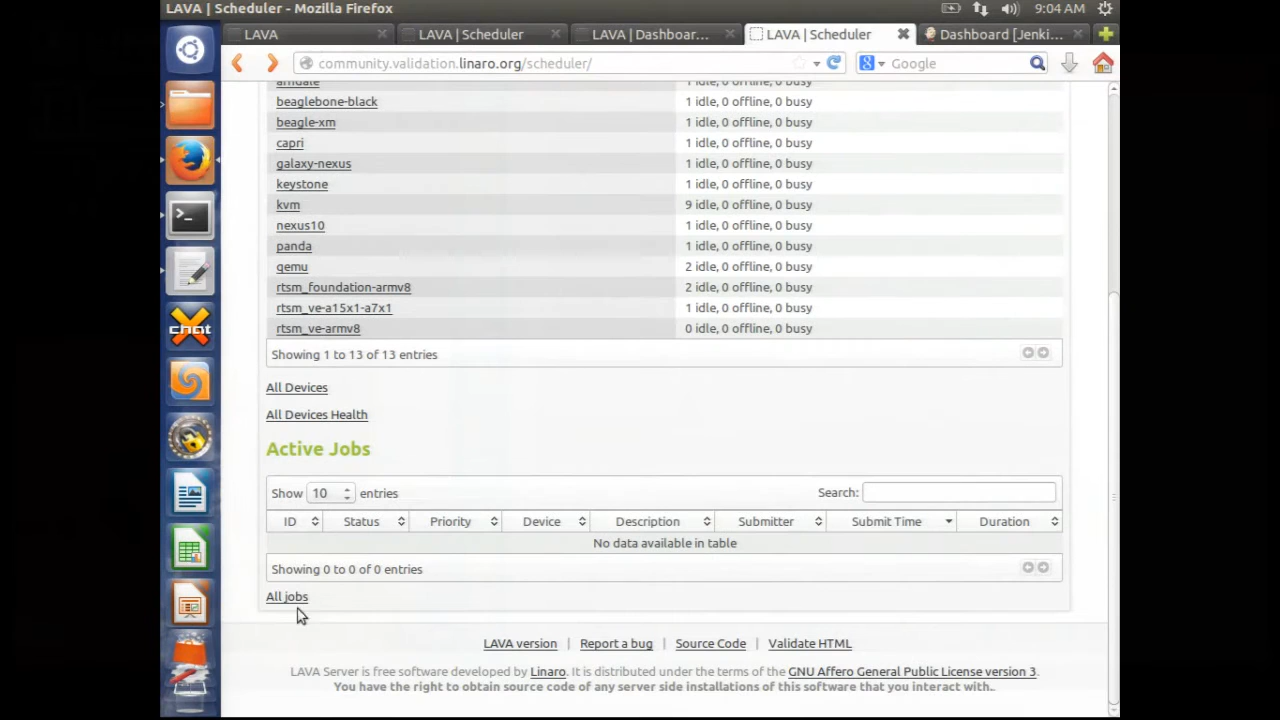 LAVA | Scheduler - Mozilla Firefox
9:04 AM
LAVA
LAVA | Scheduler
LAVA | Dashboar...
LAVA | Scheduler
Dashboard [Jenki...
community.validation.linaro.org/scheduler/
Google
arndale 1 idle, 0 offline, 0 busy
beaglebone-black 1 idle, 0 offline, 0 busy
beagle-xm 1 idle, 0 offline, 0 busy
capri 1 idle, 0 offline, 0 busy
galaxy-nexus 1 idle, 0 offline, 0 busy
keystone 1 idle, 0 offline, 0 busy
kvm 9 idle, 0 offline, 0 busy
nexus10 1 idle, 0 offline, 0 busy
panda 1 idle, 0 offline, 0 busy
qemu 2 idle, 0 offline, 0 busy
rtsm_foundation-armv8 2 idle, 0 offline, 0 busy
rtsm_ve-a15x1-a7x1 1 idle, 0 offline, 0 busy
rtsm_ve-armv8 0 idle, 0 offline, 0 busy
Showing 1 to 13 of 13 entries
All Devices
All Devices Health
Active Jobs
Show 10 entries
Search:
ID Status Priority Device Description Submitter Submit Time Duration
No data available in table
Showing 0 to 0 of 0 entries
All jobs
LAVA version | Report a bug | Source Code | Validate HTML
LAVA Server is free software developed by Linaro. It is distributed under the terms of the GNU Affero General Public License version 3.
You have the right to obtain source code of any server side installations of this software that you interact with..
chat